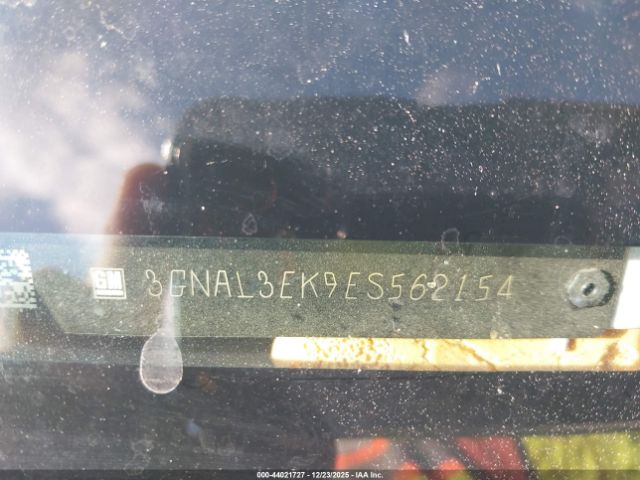 GM 3GNAL3EK9ES562154
000-44021727 - 12/23/2025 - IAA Inc.